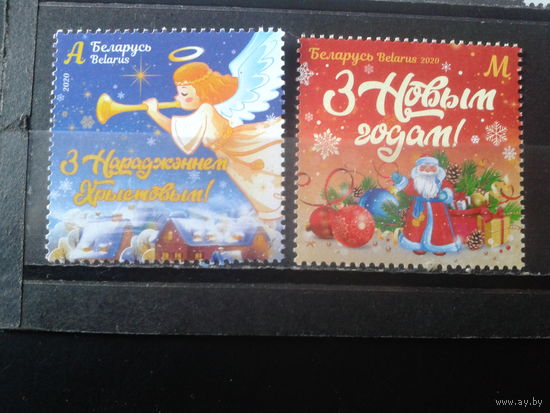 A Беларусь
Belarus
2020
З Нараджэннем
Хрыстовым!
Беларусь Belarus 2020 М
З Новым
годам!
www.ay.by